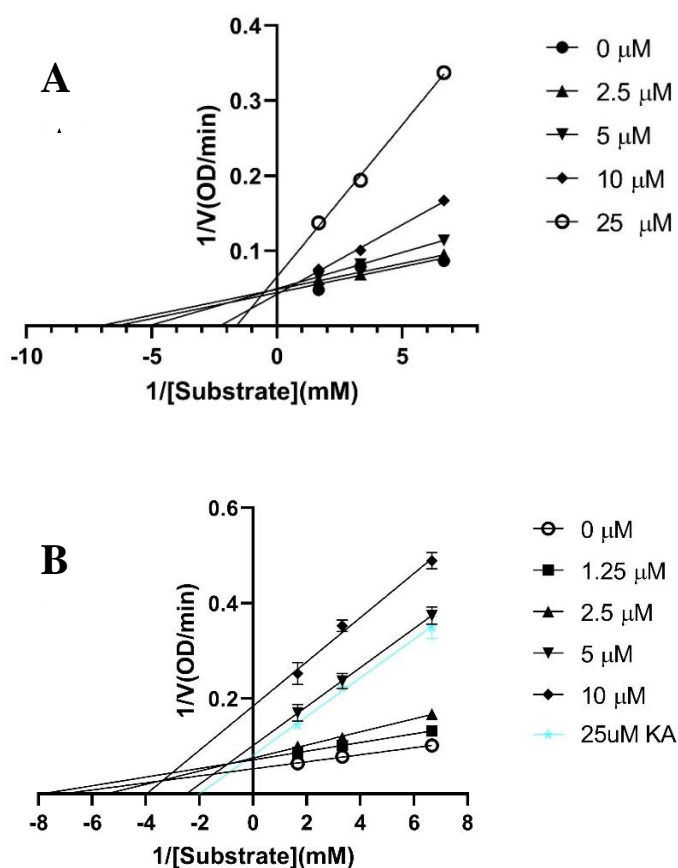 A
0.4
0.3
0.2
0.1
1/V(OD/min)
-10 -5 0 5
1/[Substrate](mM)
0 μM
2.5 μM
5 μM
10 μM
25 μM
B
0.6
0.4
0.2
1/V(OD/min)
-8 -6 -4 -2 0 2 4 6 8
1/[Substrate](mM)
0 μM
1.25 μM
2.5 μM
5 μM
10 μM
25uM KA